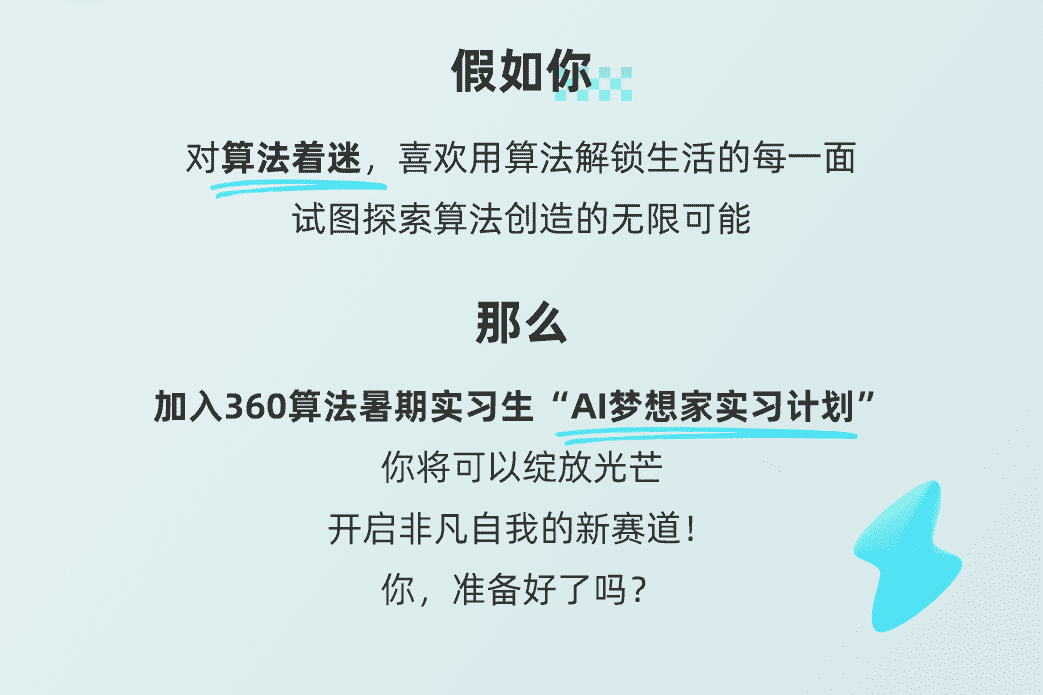 假如你
对算法着迷，喜欢用算法解锁生活的每一面
试图探索算法创造的无限可能
那么
加入360算法暑期实习生“AI梦想家实习计划”
你将可以绽放光芒
开启非凡自我的新赛道！
你，准备好了吗？